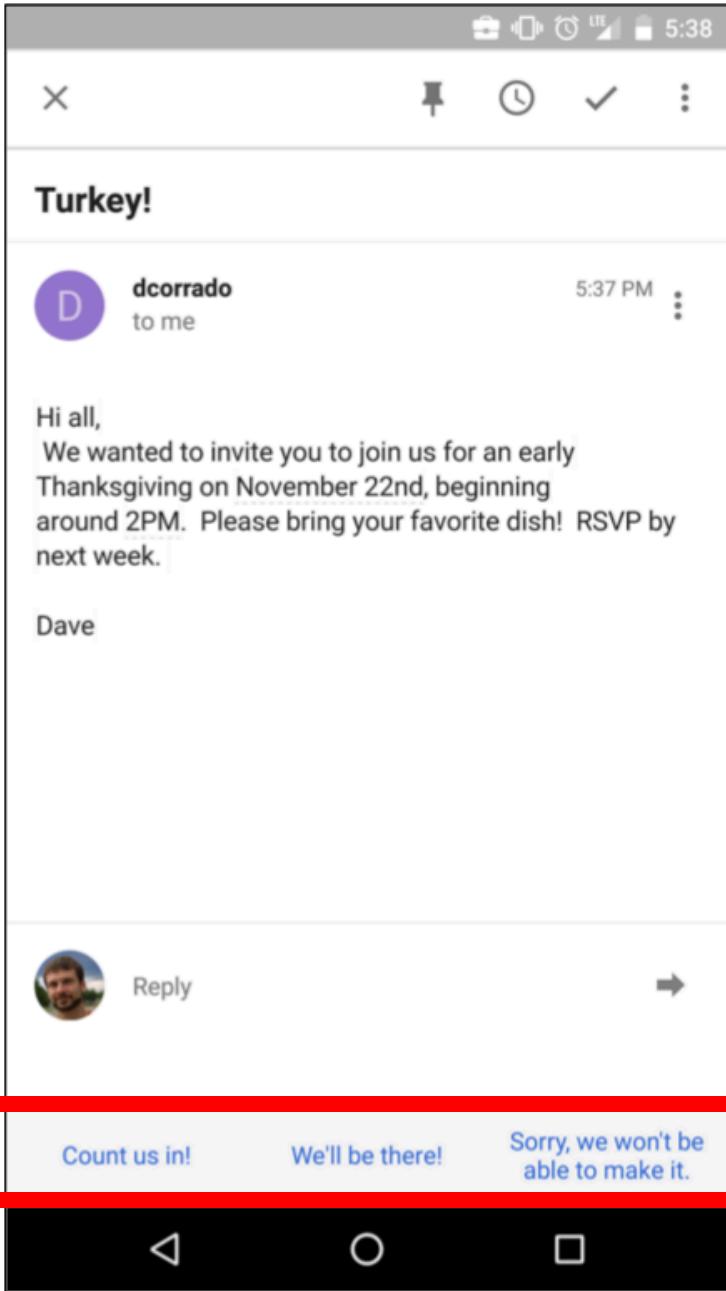 LTE 5:38
Turkey!
D
dcorrado
5:37 PM
to me
Hi all,
We wanted to invite you to join us for an early
Thanksgiving on November 22nd, beginning
around 2PM.  Please bring your favorite dish!  RSVP by
next week.
Dave
Reply
Count us in!
We'll be there!
Sorry, we won't be
able to make it.